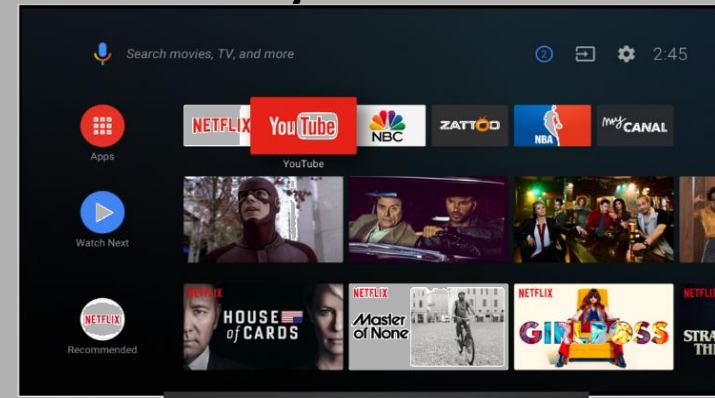 Search movies, TV, and more
2
2:45
NETFLIX
YouTube
NBC
ZATTOO
NBA
myCANAL
Apps
YouTube
Watch Next
NETFLIX
NETFLIX
NETFLIX
NETFLIX
HOUSE
of CARDS
Master
of None
GIRLBOSS
NETFLIX
Recommended